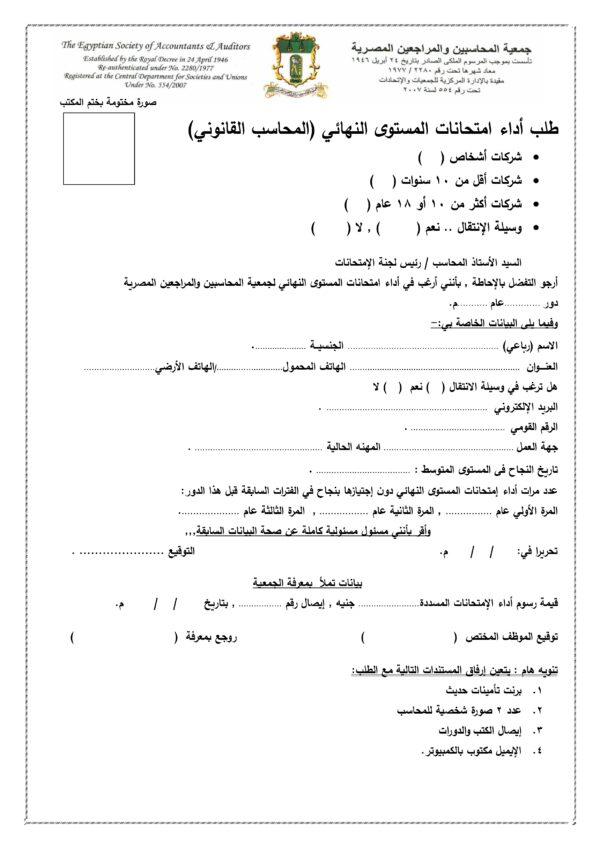 The Egyptian Society of Accountants & Auditors
Established by the Royal Decree in 24 April 1946
Re-authenticated under No. 2280/1977
Registered at the Central Department for Societies and Unions
Under No. 554/2007
جمعية المحاسبين والمراجعين المصرية
تأسست بموجب المرسوم الملكى الصادر بتاريخ ٢٤ أبريل ١٩٤٦
معاد شهرها تحت رقم ٢٢٨٠ / ١٩٧٧
مقيدة بالإدارة المركزية للجمعيات والإتحادات
تحت رقم ٥٥٤ لسنة ٢٠٠٧
صورة مختومة بختم المكتب
طلب أداء امتحانات المستوى النهائي (المحاسب القانوني)
• شركات أشخاص ( )
• شركات أقل من ١٠ سنوات ( )
• شركات أكثر من ١٠ أو ١٨ عام ( )
• وسيلة الإنتقال .. نعم ( ) , لا ( )
السيد الأستاذ المحاسب / رئيس لجنة الإمتحانات
أرجو التفضل بالإحاطة , بأنني أرغب في أداء امتحانات المستوى النهائي لجمعية المحاسبين والمراجعين المصرية
دور .............عام ...........م.
وفيما يلى البيانات الخاصة بي:-
الاسم (رباعي) ........................................ الجنسية .....................
العنــوان ........................................ الهاتف المحمول......................./الهاتف الأرضي............................
هل ترغب في وسيلة الانتقال ( ) نعم ( ) لا
البريد الإلكتروني ........................................ .
الرقم القومي ..................................... .
جهة العمل ........................................ المهنه الحالية ........................................ .
تاريخ النجاح فى المستوى المتوسط : ..................................... .
عدد مرات أداء إمتحانات المستوى النهائي دون إجتيازها بنجاح في الفترات السابقة قبل هذا الدور:
المرة الأولي عام .................. , المرة الثانية عام .................. , المرة الثالثة عام .....................
وأقر بأنني مسئول مسئولية كاملة عن صحة البيانات السابقة,,,
تحريرا في: / / م. التوقيع ......................
بيانات تملأ بمعرفة الجمعية
قيمة رسوم أداء الإمتحانات المسددة........................ جنيه , إيصال رقم ................. , بتاريخ / / م.
توقيع الموظف المختص ( ) روجع بمعرفة ( )
تنويه هام : يتعين إرفاق المستندات التالية مع الطلب:
١. برنت تأمينات حديث
٢. عدد ٢ صورة شخصية للمحاسب
٣. إيصال الكتب والدورات
٤. الإيميل مكتوب بالكمبيوتر.